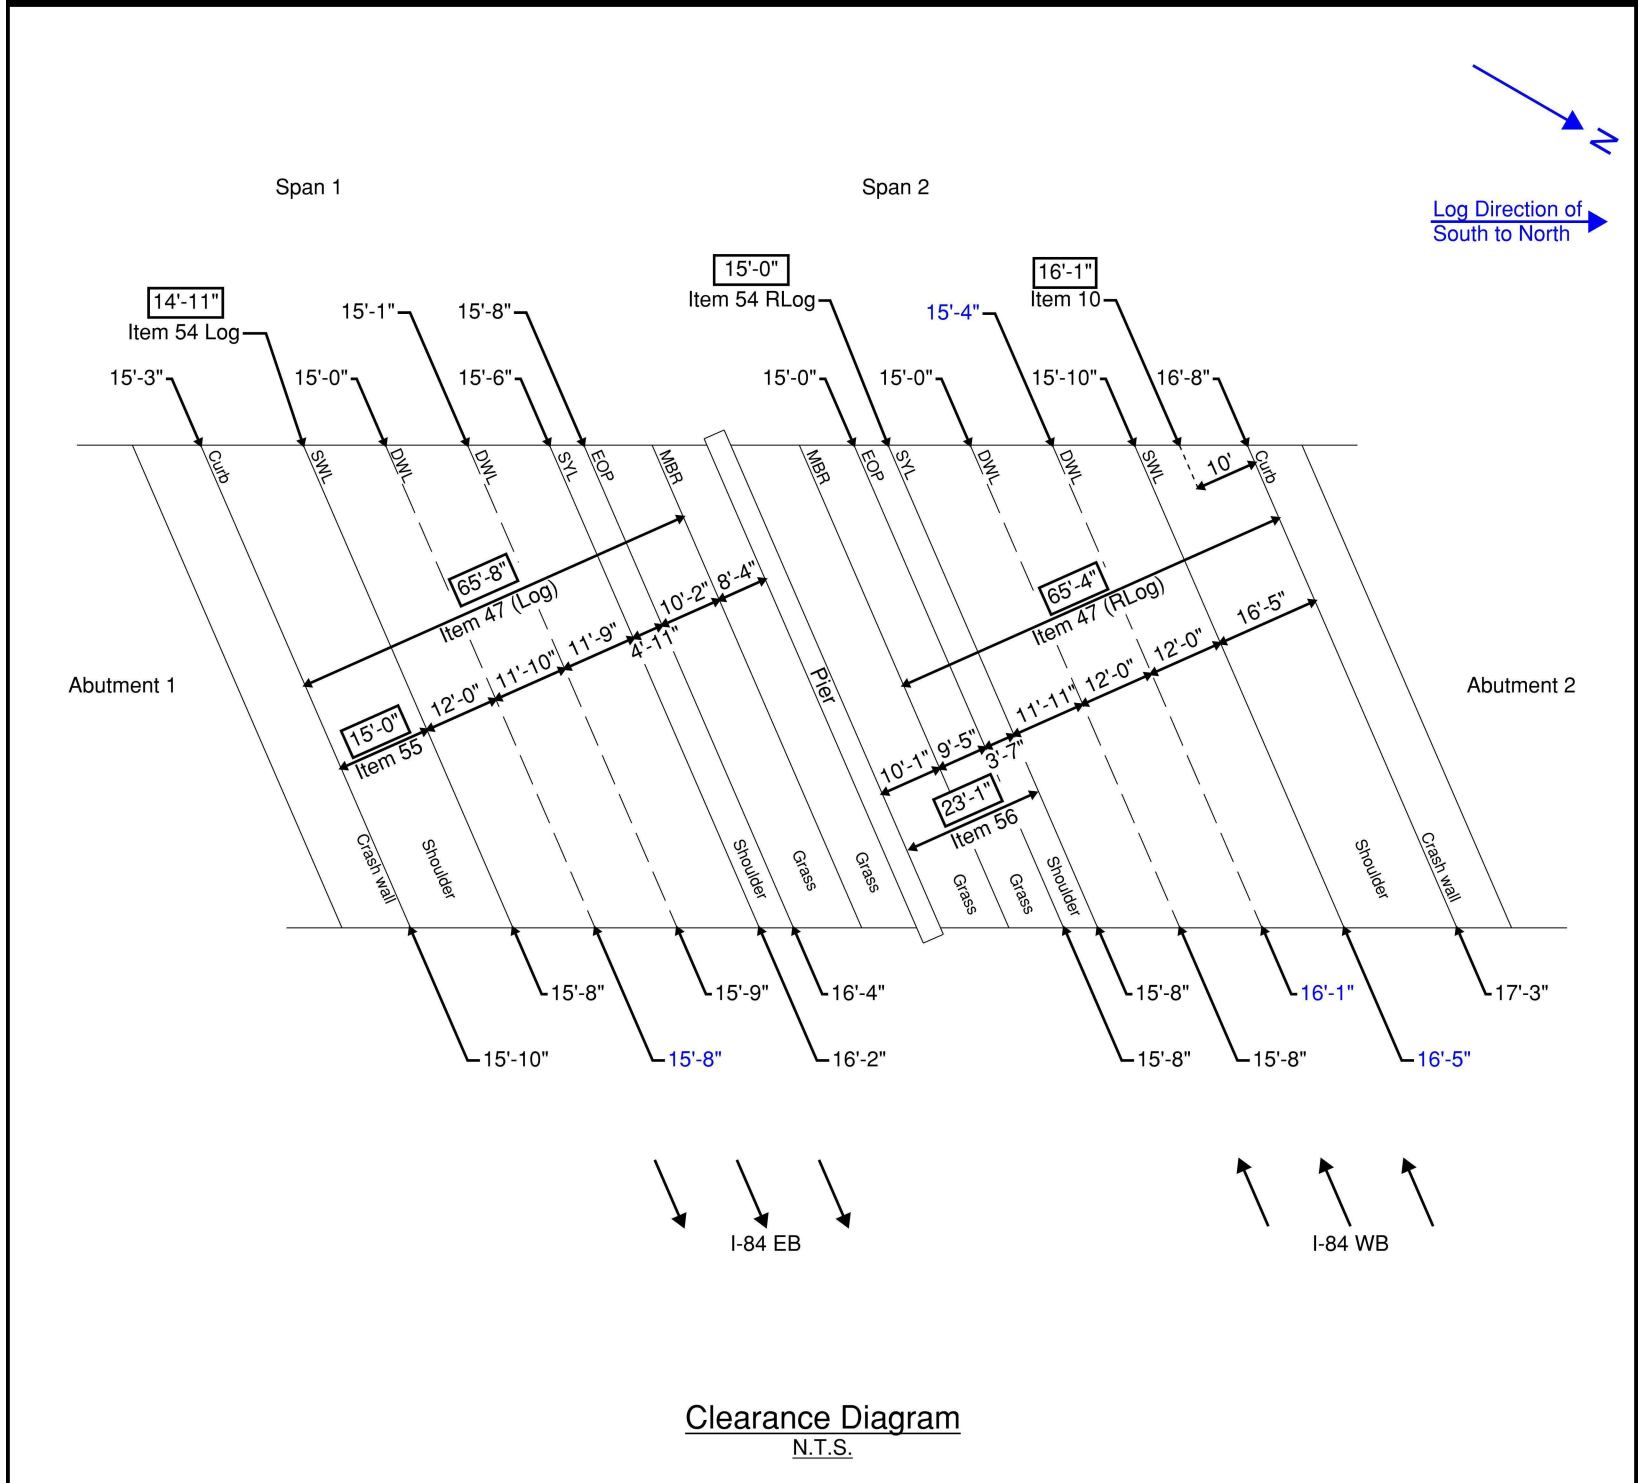 N
Span 1
Span 2
Log Direction of
South to North
14'-11"
Item 54 Log
15'-1"
15'-8"
15'-0"
Item 54 RLog
15'-4"
16'-1"
Item 10
15'-3"
15'-0"
15'-6"
15'-0"
15'-0"
15'-10"
16'-8"
Curb
SWL
DWL
DWL
SYL
EOP
MBR
MBR
EOP
SYL
DWL
DWL
SWL
10'
Curb
65'-8"
Item 47 (Log)
65'-4"
Item 47 (RLog)
15'-0"
Item 55
12'-0"
11'-10"
11'-9"
4'-11"
10'-2"
8'-4"
Abutment 1
Pier
Abutment 2
10'-1"
9'-5"
3'-7"
11'-11"
12'-0"
12'-0"
16'-5"
23'-1"
Item 56
Crash wall
Shoulder
Shoulder
Grass
Grass
Grass
Grass
Shoulder
Shoulder
Crash wall
15'-8"
15'-9"
16'-4"
15'-8"
16'-1"
17'-3"
15'-10"
15'-8"
16'-2"
15'-8"
15'-8"
16'-5"
I-84 EB
I-84 WB
Clearance Diagram
N.T.S.